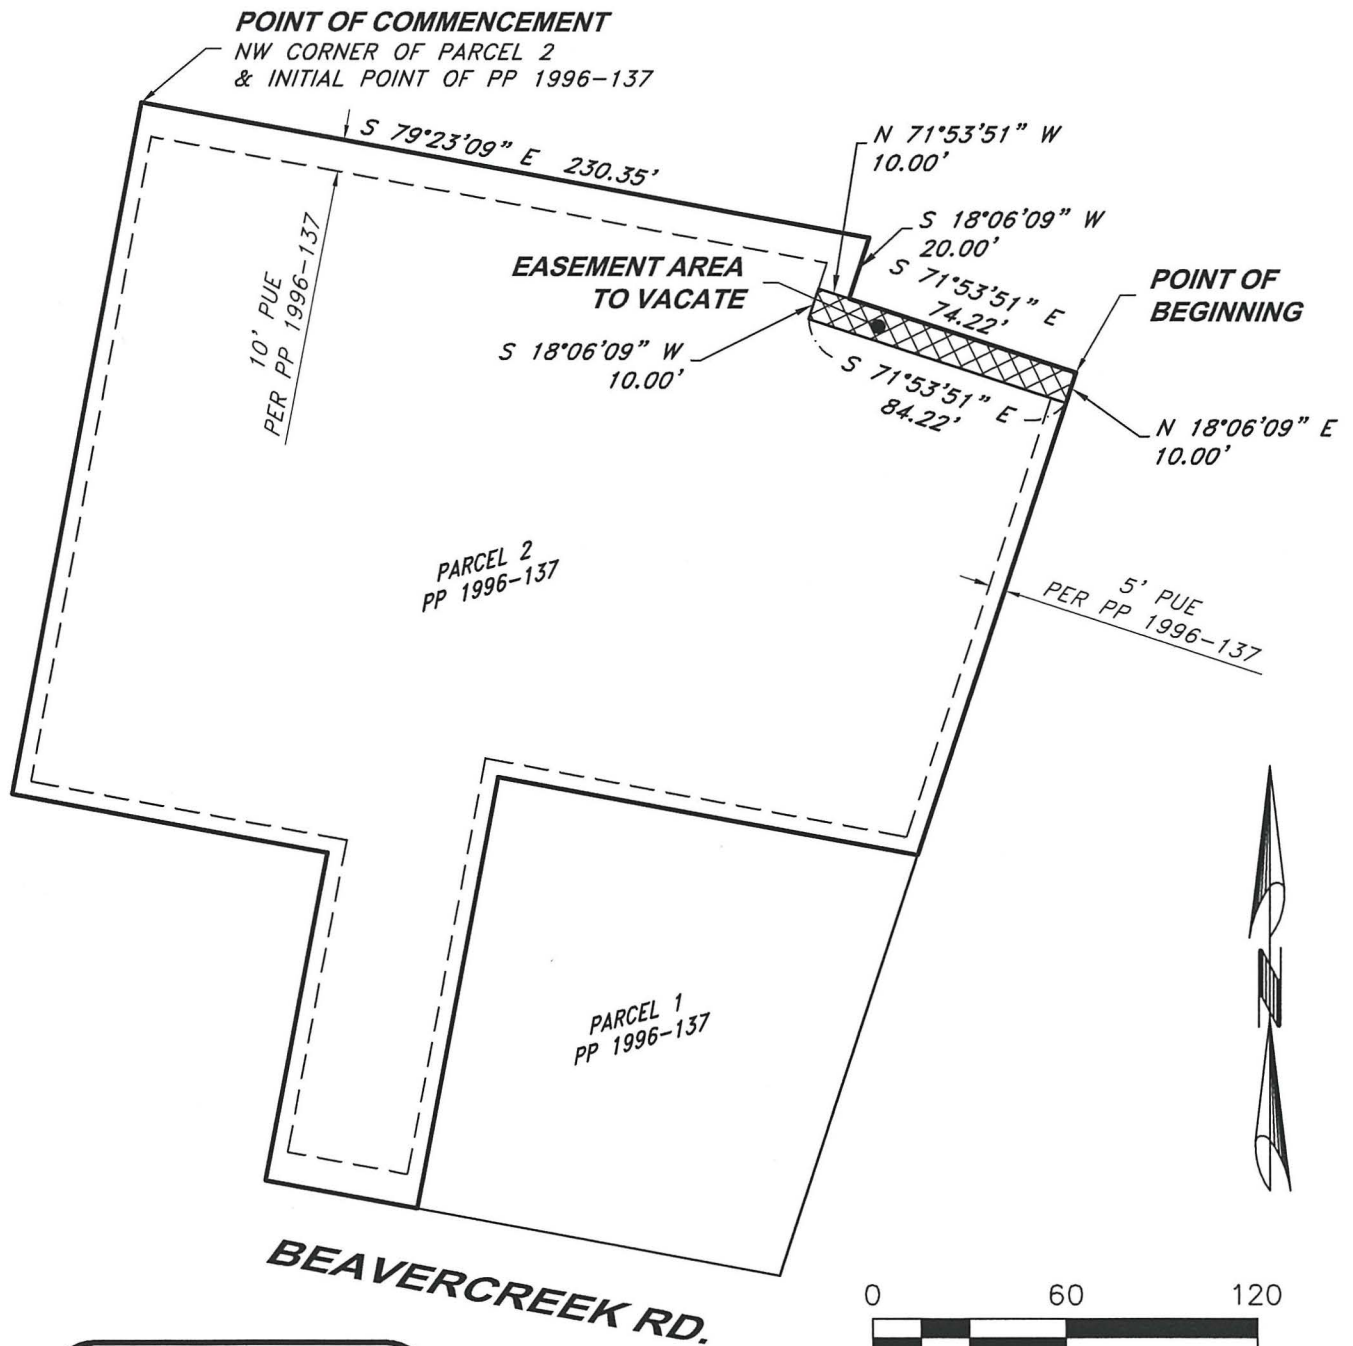 POINT OF COMMENCEMENT
NW CORNER OF PARCEL 2
& INITIAL POINT OF PP 1996-137
S 79°23'09" E 230.35'
N 71°53'51" W
10.00'
S 18°06'09" W
20.00'
10' PUE
PER PP 1996-137
EASEMENT AREA
TO VACATE
S 71°53'51" E
74.22'
POINT OF
BEGINNING
S 18°06'09" W
10.00'
S 71°53'51" E
84.22'
N 18°06'09" E
10.00'
PARCEL 2
PP 1996-137
5' PUE
PER PP 1996-137
PARCEL 1
PP 1996-137
N
BEAVERCREEK RD.
0 60 120